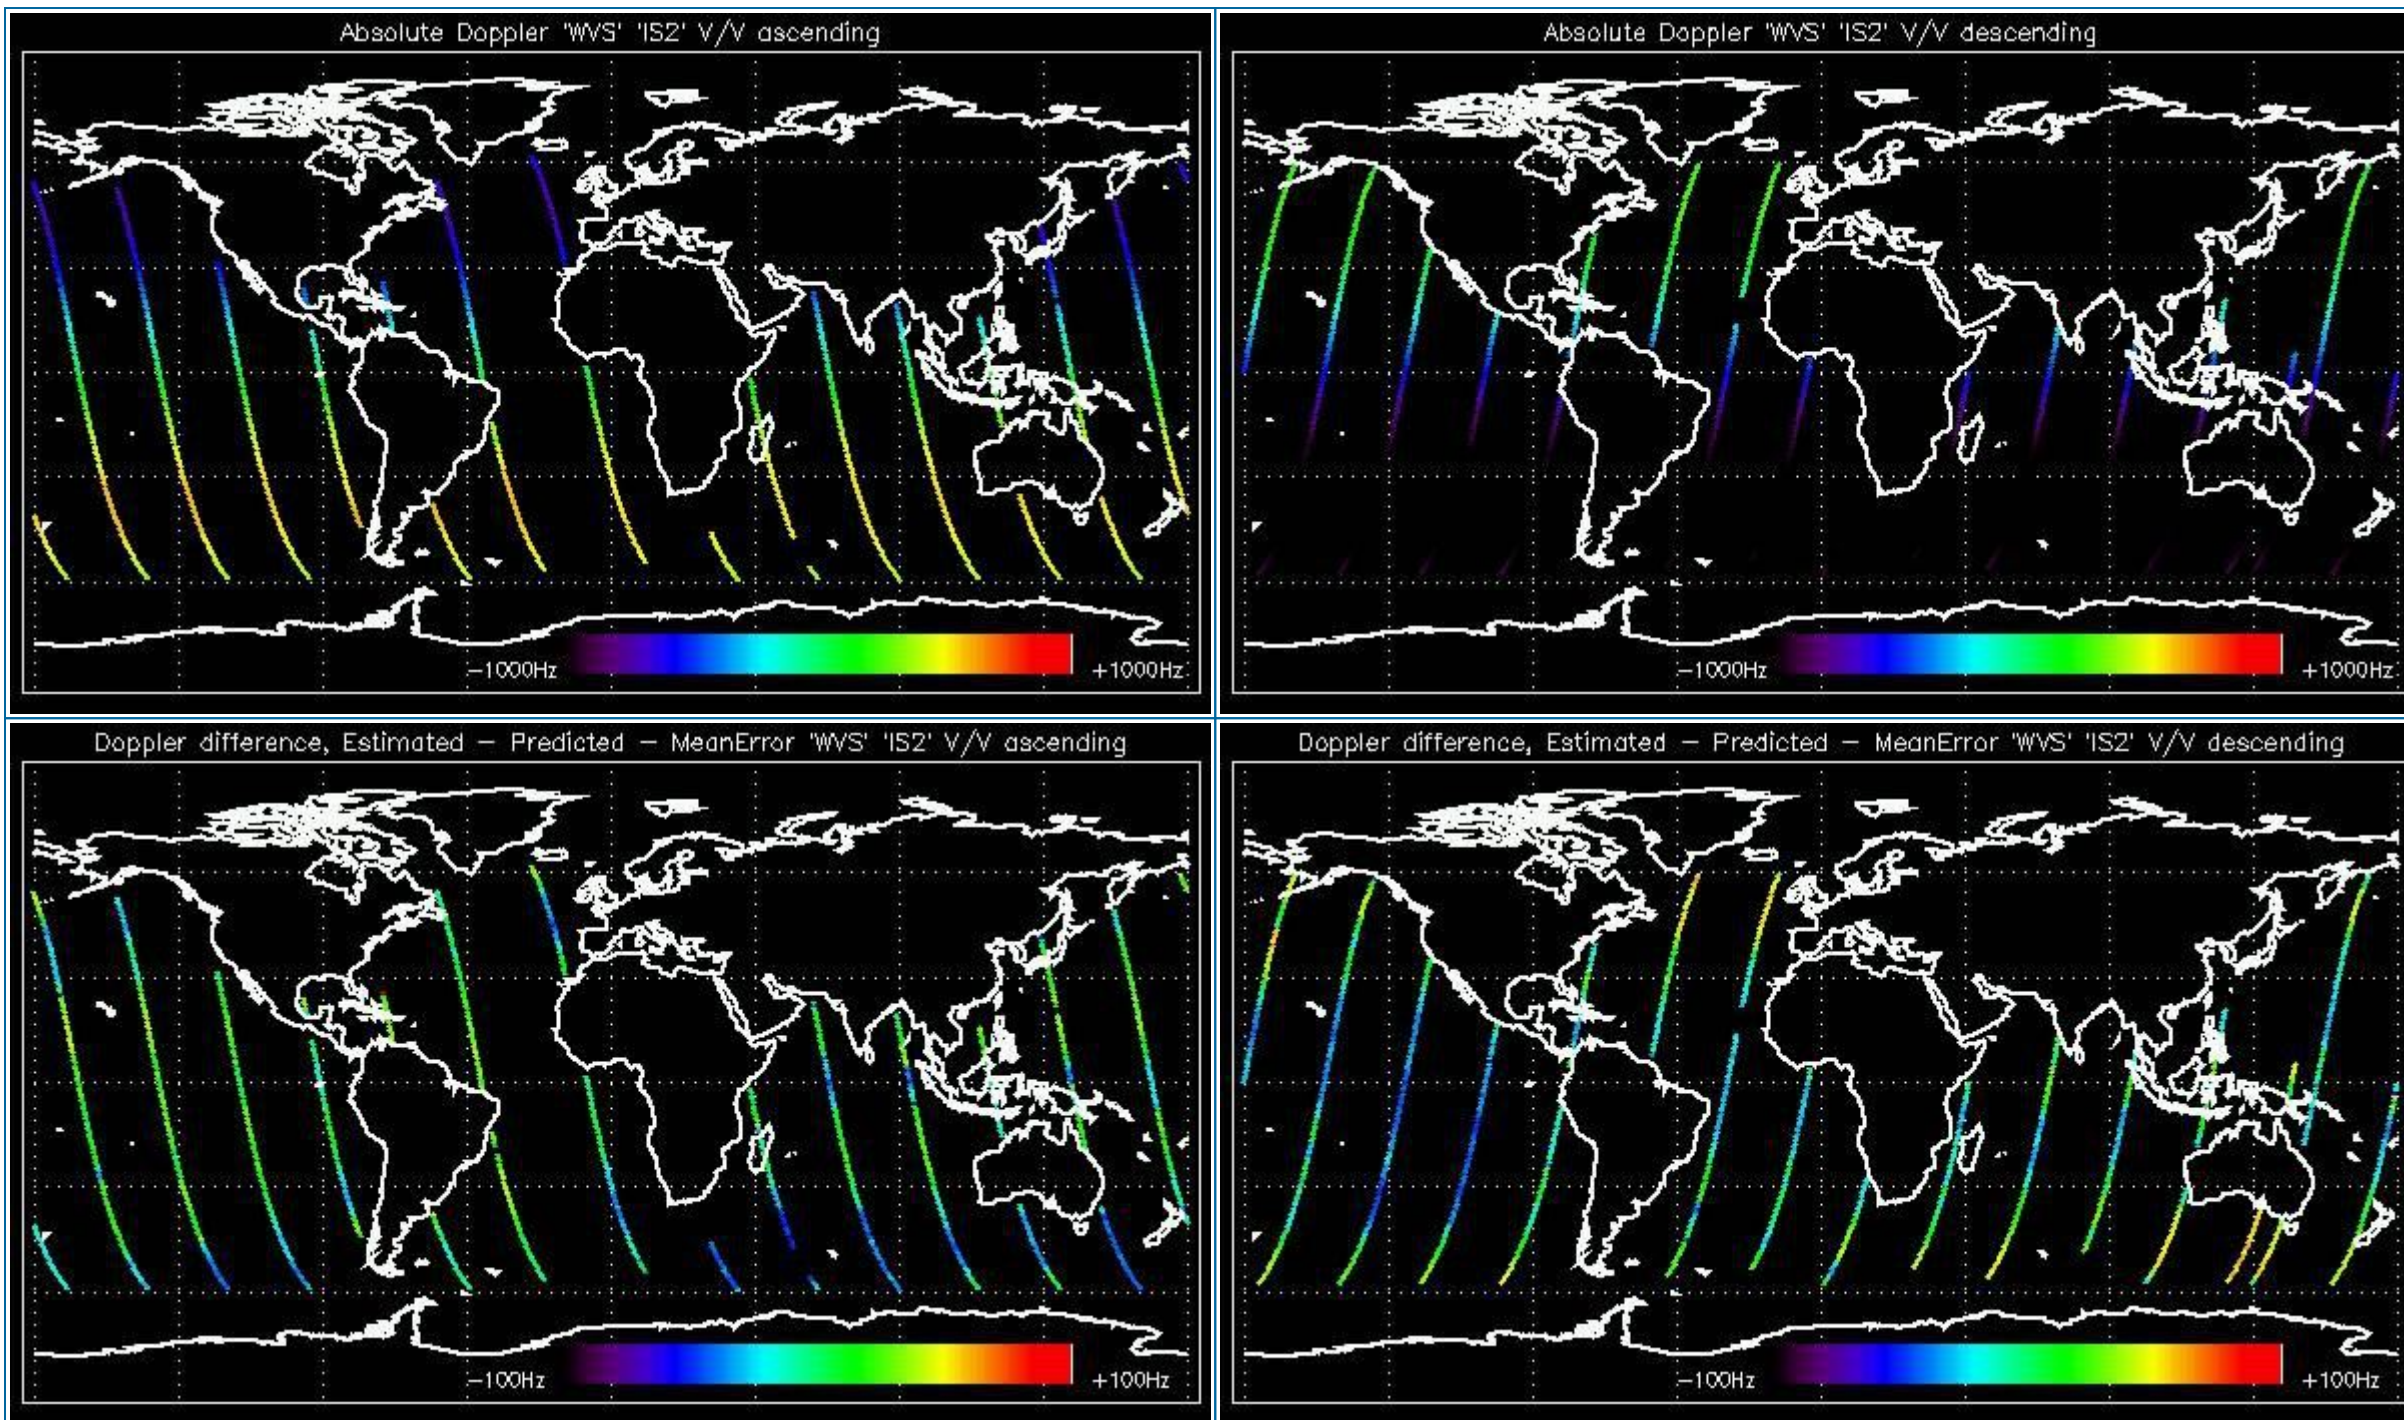 Absolute Doppler 'WVS' 'IS2' V/V ascending
-1000Hz
+1000Hz
Absolute Doppler 'WVS' 'IS2' V/V descending
-1000Hz
+1000Hz
Doppler difference, Estimated - Predicted - MeanError 'WVS' 'IS2' V/V ascending
-100Hz
+100Hz
Doppler difference, Estimated - Predicted - MeanError 'WVS' 'IS2' V/V descending
-100Hz
+100Hz